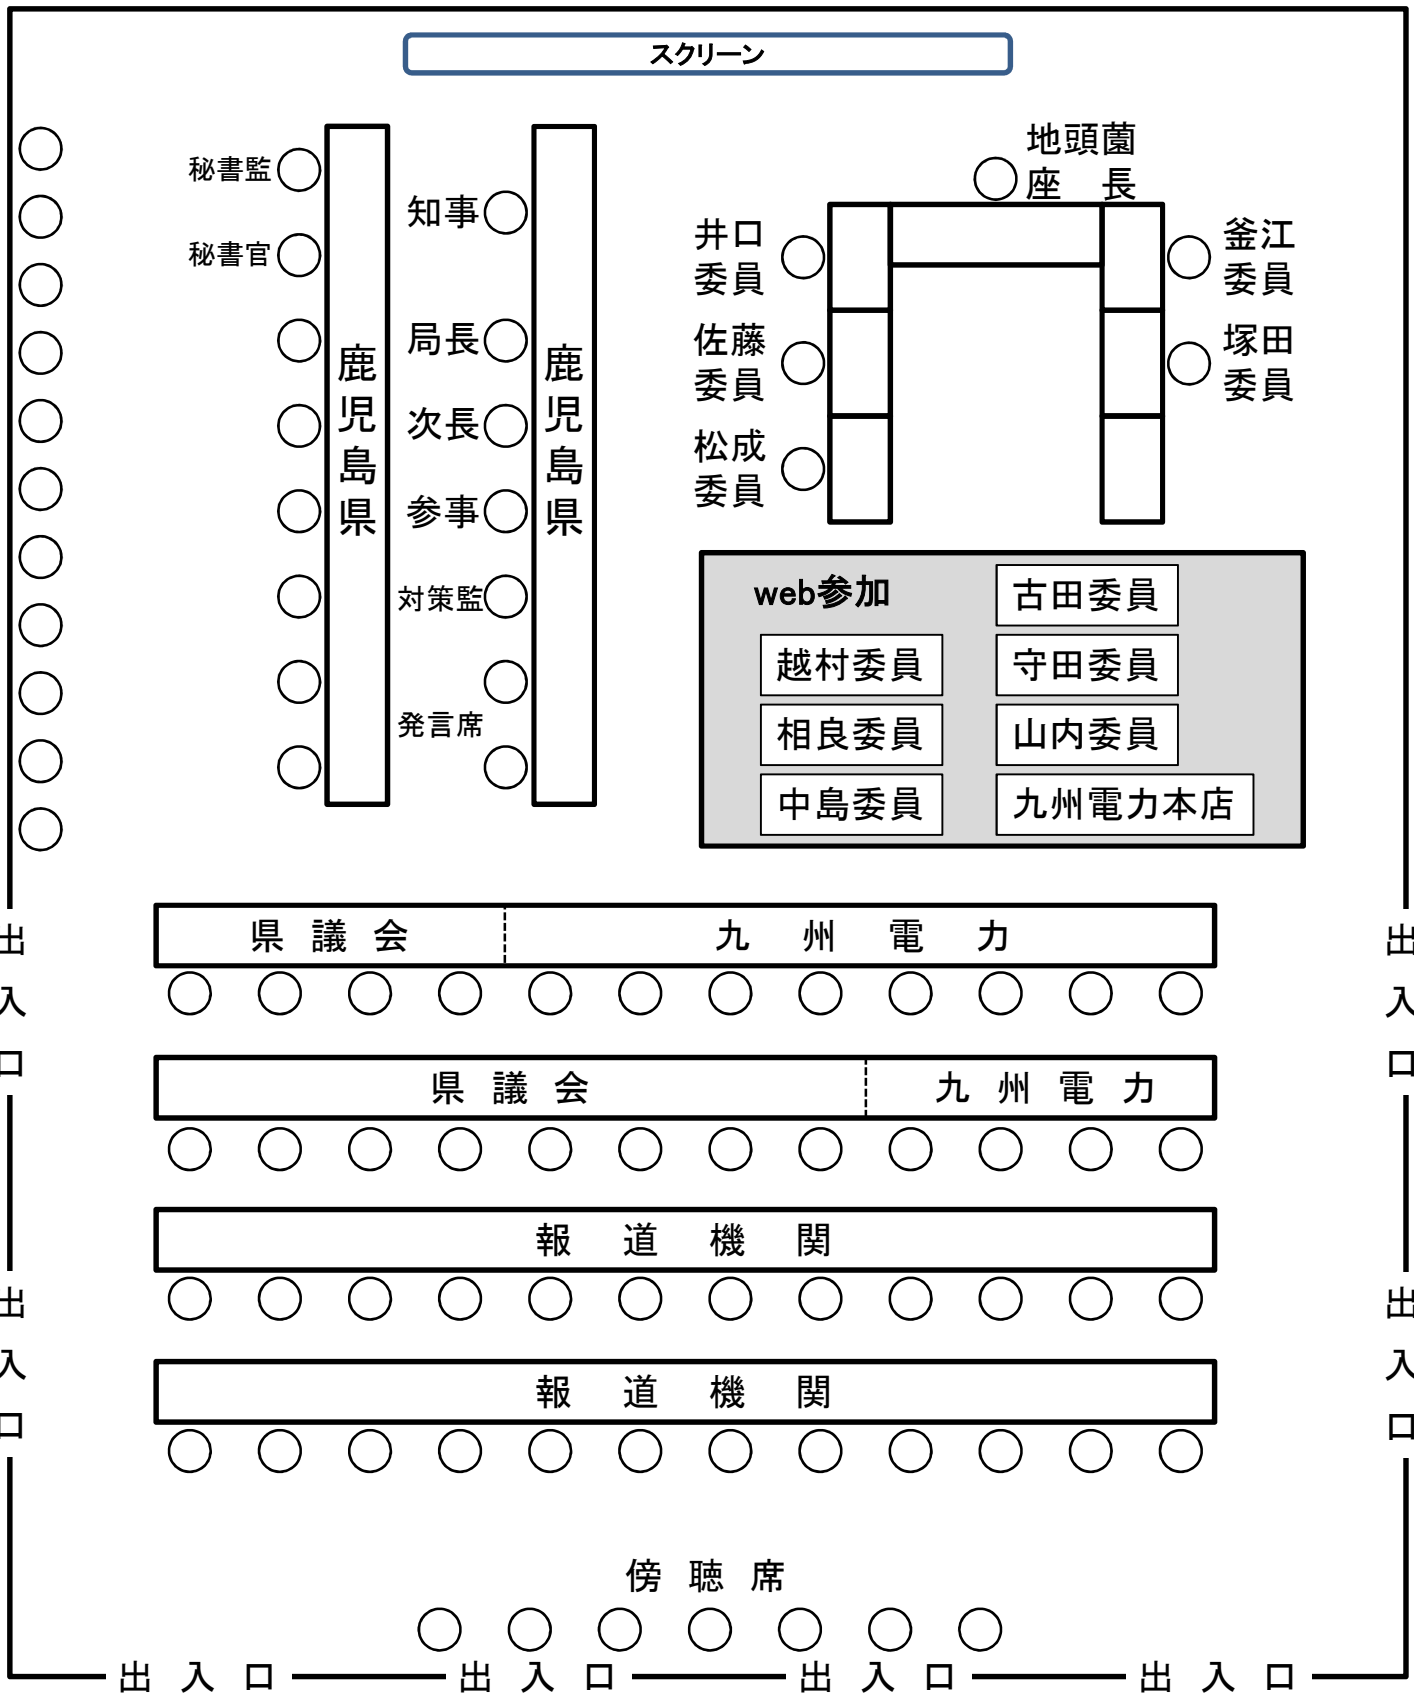 スクリーン
秘書監
秘書官
鹿児島県
知事
局長
次長
参事
対策監
発言席
鹿児島県
地頭薗
座長
井口
委員
佐藤
委員
松成
委員
釜江
委員
塚田
委員
web参加
古田委員
越村委員
守田委員
相良委員
山内委員
中島委員
九州電力本店
出入口
出入口
県議会
九州電力
県議会
九州電力
報道機関
出入口
出入口
報道機関
傍聴席
出入口
出入口
出入口
出入口